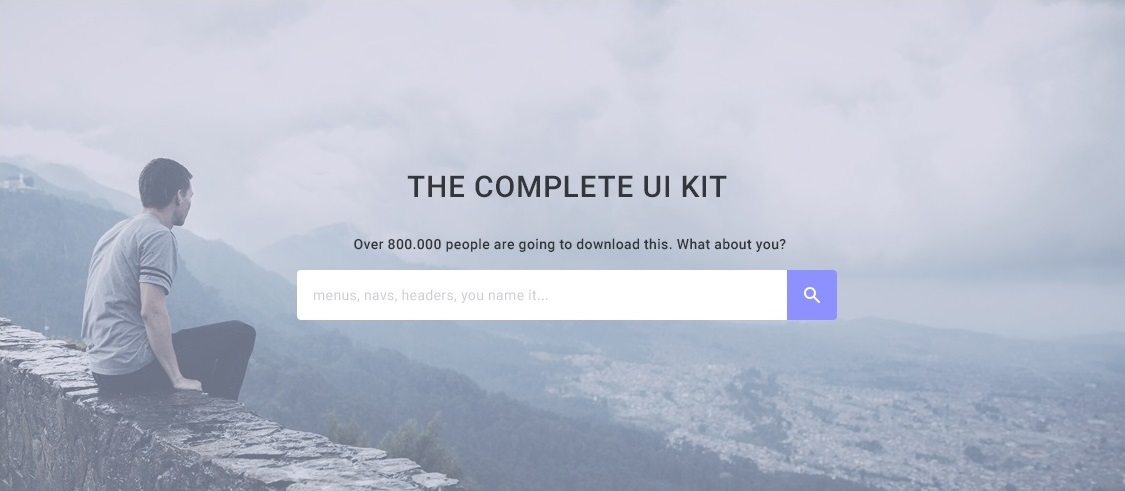 THE COMPLETE UI KIT
Over 800.000 people are going to download this. What about you?
menus, navs, headers, you name it...